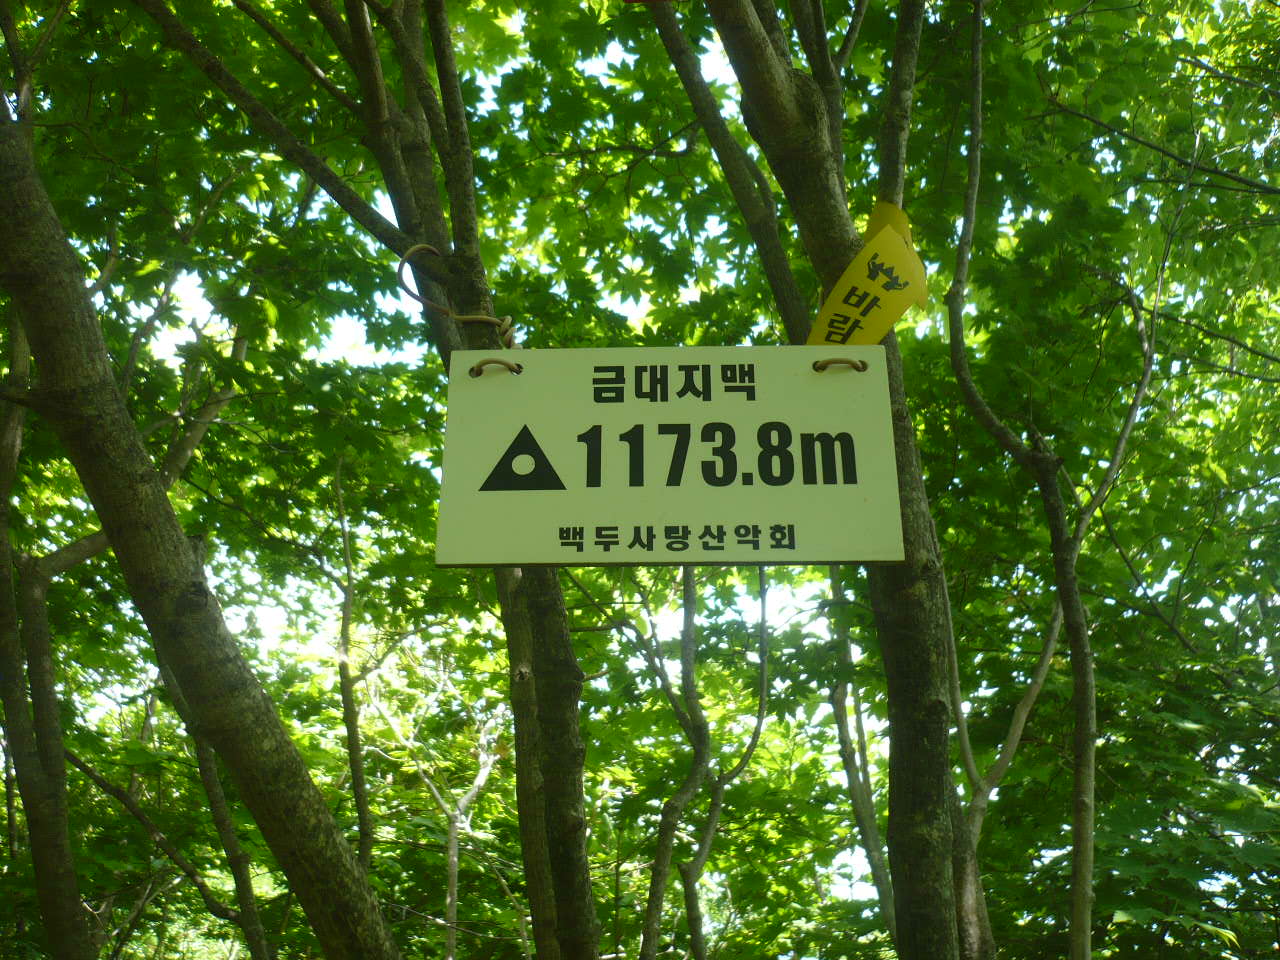 바람
금대지맥
1173.8m
백두사랑산악회